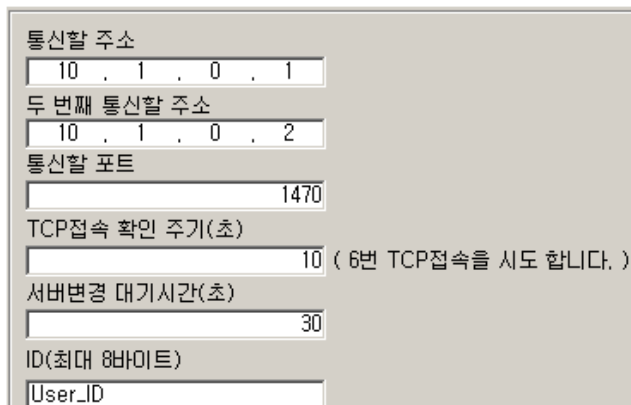 통신할 주소
10 . 1 . 0 . 1
두 번째 통신할 주소
10 . 1 . 0 . 2
통신할 포트
1470
TCP접속 확인 주기(초)
10 ( 6번 TCP접속을 시도 합니다. )
서버변경 대기시간(초)
30
ID(최대 8바이트)
User_ID